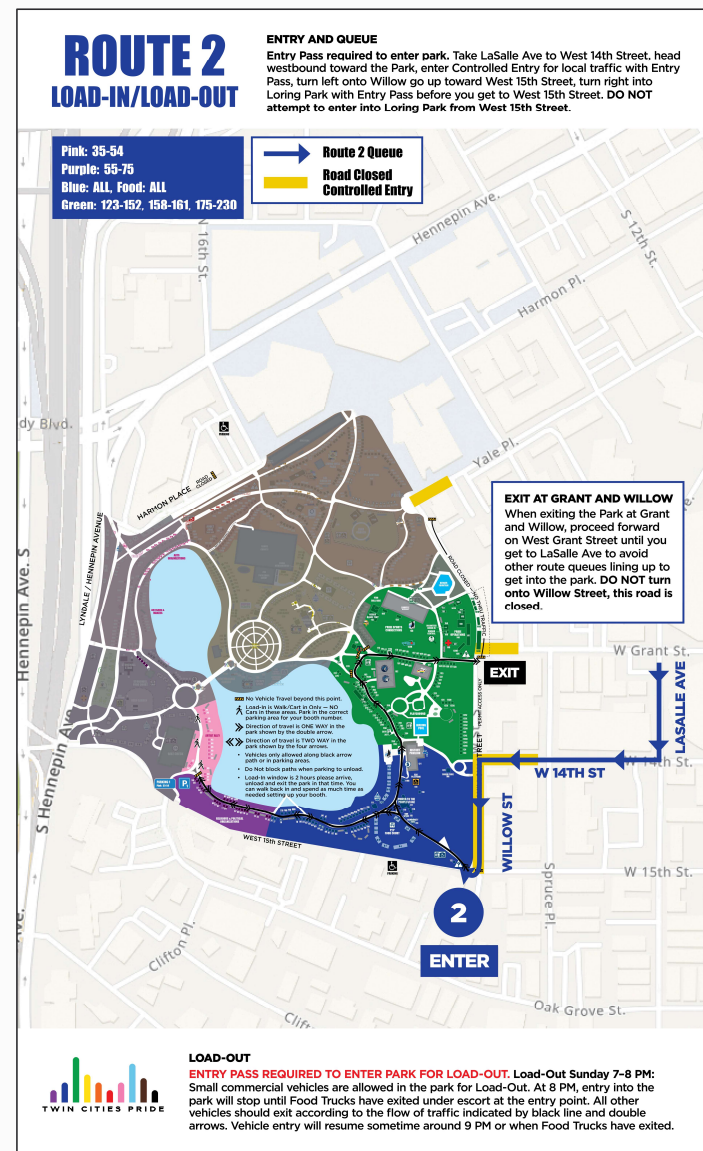 ROUTE 2
LOAD-IN/LOAD-OUT
ENTRY AND QUEUE
Entry Pass required to enter park. Take LaSalle Ave to West 14th Street. head
westbound toward the Park, enter Controlled Entry for local traffic with Entry
Pass, turn left onto Willow go up toward West 15th Street, turn right into
Loring Park with Entry Pass before you get to West 15th Street. DO NOT
attempt to enter into Loring Park from West 15th Street.
Pink: 35-54
Purple: 55-75
Blue: ALL, Food: ALL
Green: 123-152, 158-161, 175-230
Route 2 Queue
Road Closed
Controlled Entry
N 16th St.
Hennepin Ave.
S 12th St.
Harmon Pl.
dy Blvd.
Yale Pl.
HARMON PLACE
ROAD
CLOSED
LYNDALE / HENNEPIN AVENUE
Hennepin Ave. S
S Hennepin Ave
EXIT AT GRANT AND WILLOW
When exiting the Park at Grant
and Willow, proceed forward
on West Grant Street until you
get to LaSalle Ave to avoid
other route queues lining up to
get into the park. DO NOT turn
onto Willow Street, this road is
closed.
ve.
ROAD CLOSED - NO THRU TRAFFIC
W Grant St.
EXIT
LASALLE AVE
PERMIT ACCESS ONLY
TREET
No Vehicle Travel beyond this point.
Load-in is Walk/Cart in Only — NO
Cars in these areas. Park in the correct
parking area for your booth number.
Direction of travel is ONE WAY in the
park shown by the double arrow.
Direction of travel is TWO WAY in the
park shown by the four arrows.
• Vehicles only allowed along black arrow
path or in parking areas.
• Do Not block paths when parking to unload.
• Load-in window is 2 hours please arrive,
unload and exit the park in that time. You
can walk back in and spend as much time as
needed setting up your booth.
W 14th St.
W 14TH ST
WILLOW ST
P
WEST 15th STREET
W 15th St.
Spruce Pl.
2
ENTER
Ave.
Clifton Pl.
Clift
Oak Grove St.
TWIN CITIES PRIDE
LOAD-OUT
ENTRY PASS REQUIRED TO ENTER PARK FOR LOAD-OUT. Load-Out Sunday 7–8 PM:
Small commercial vehicles are allowed in the park for Load-Out. At 8 PM, entry into the
park will stop until Food Trucks have exited under escort at the entry point. All other
vehicles should exit according to the flow of traffic indicated by black line and double
arrows. Vehicle entry will resume sometime around 9 PM or when Food Trucks have exited.